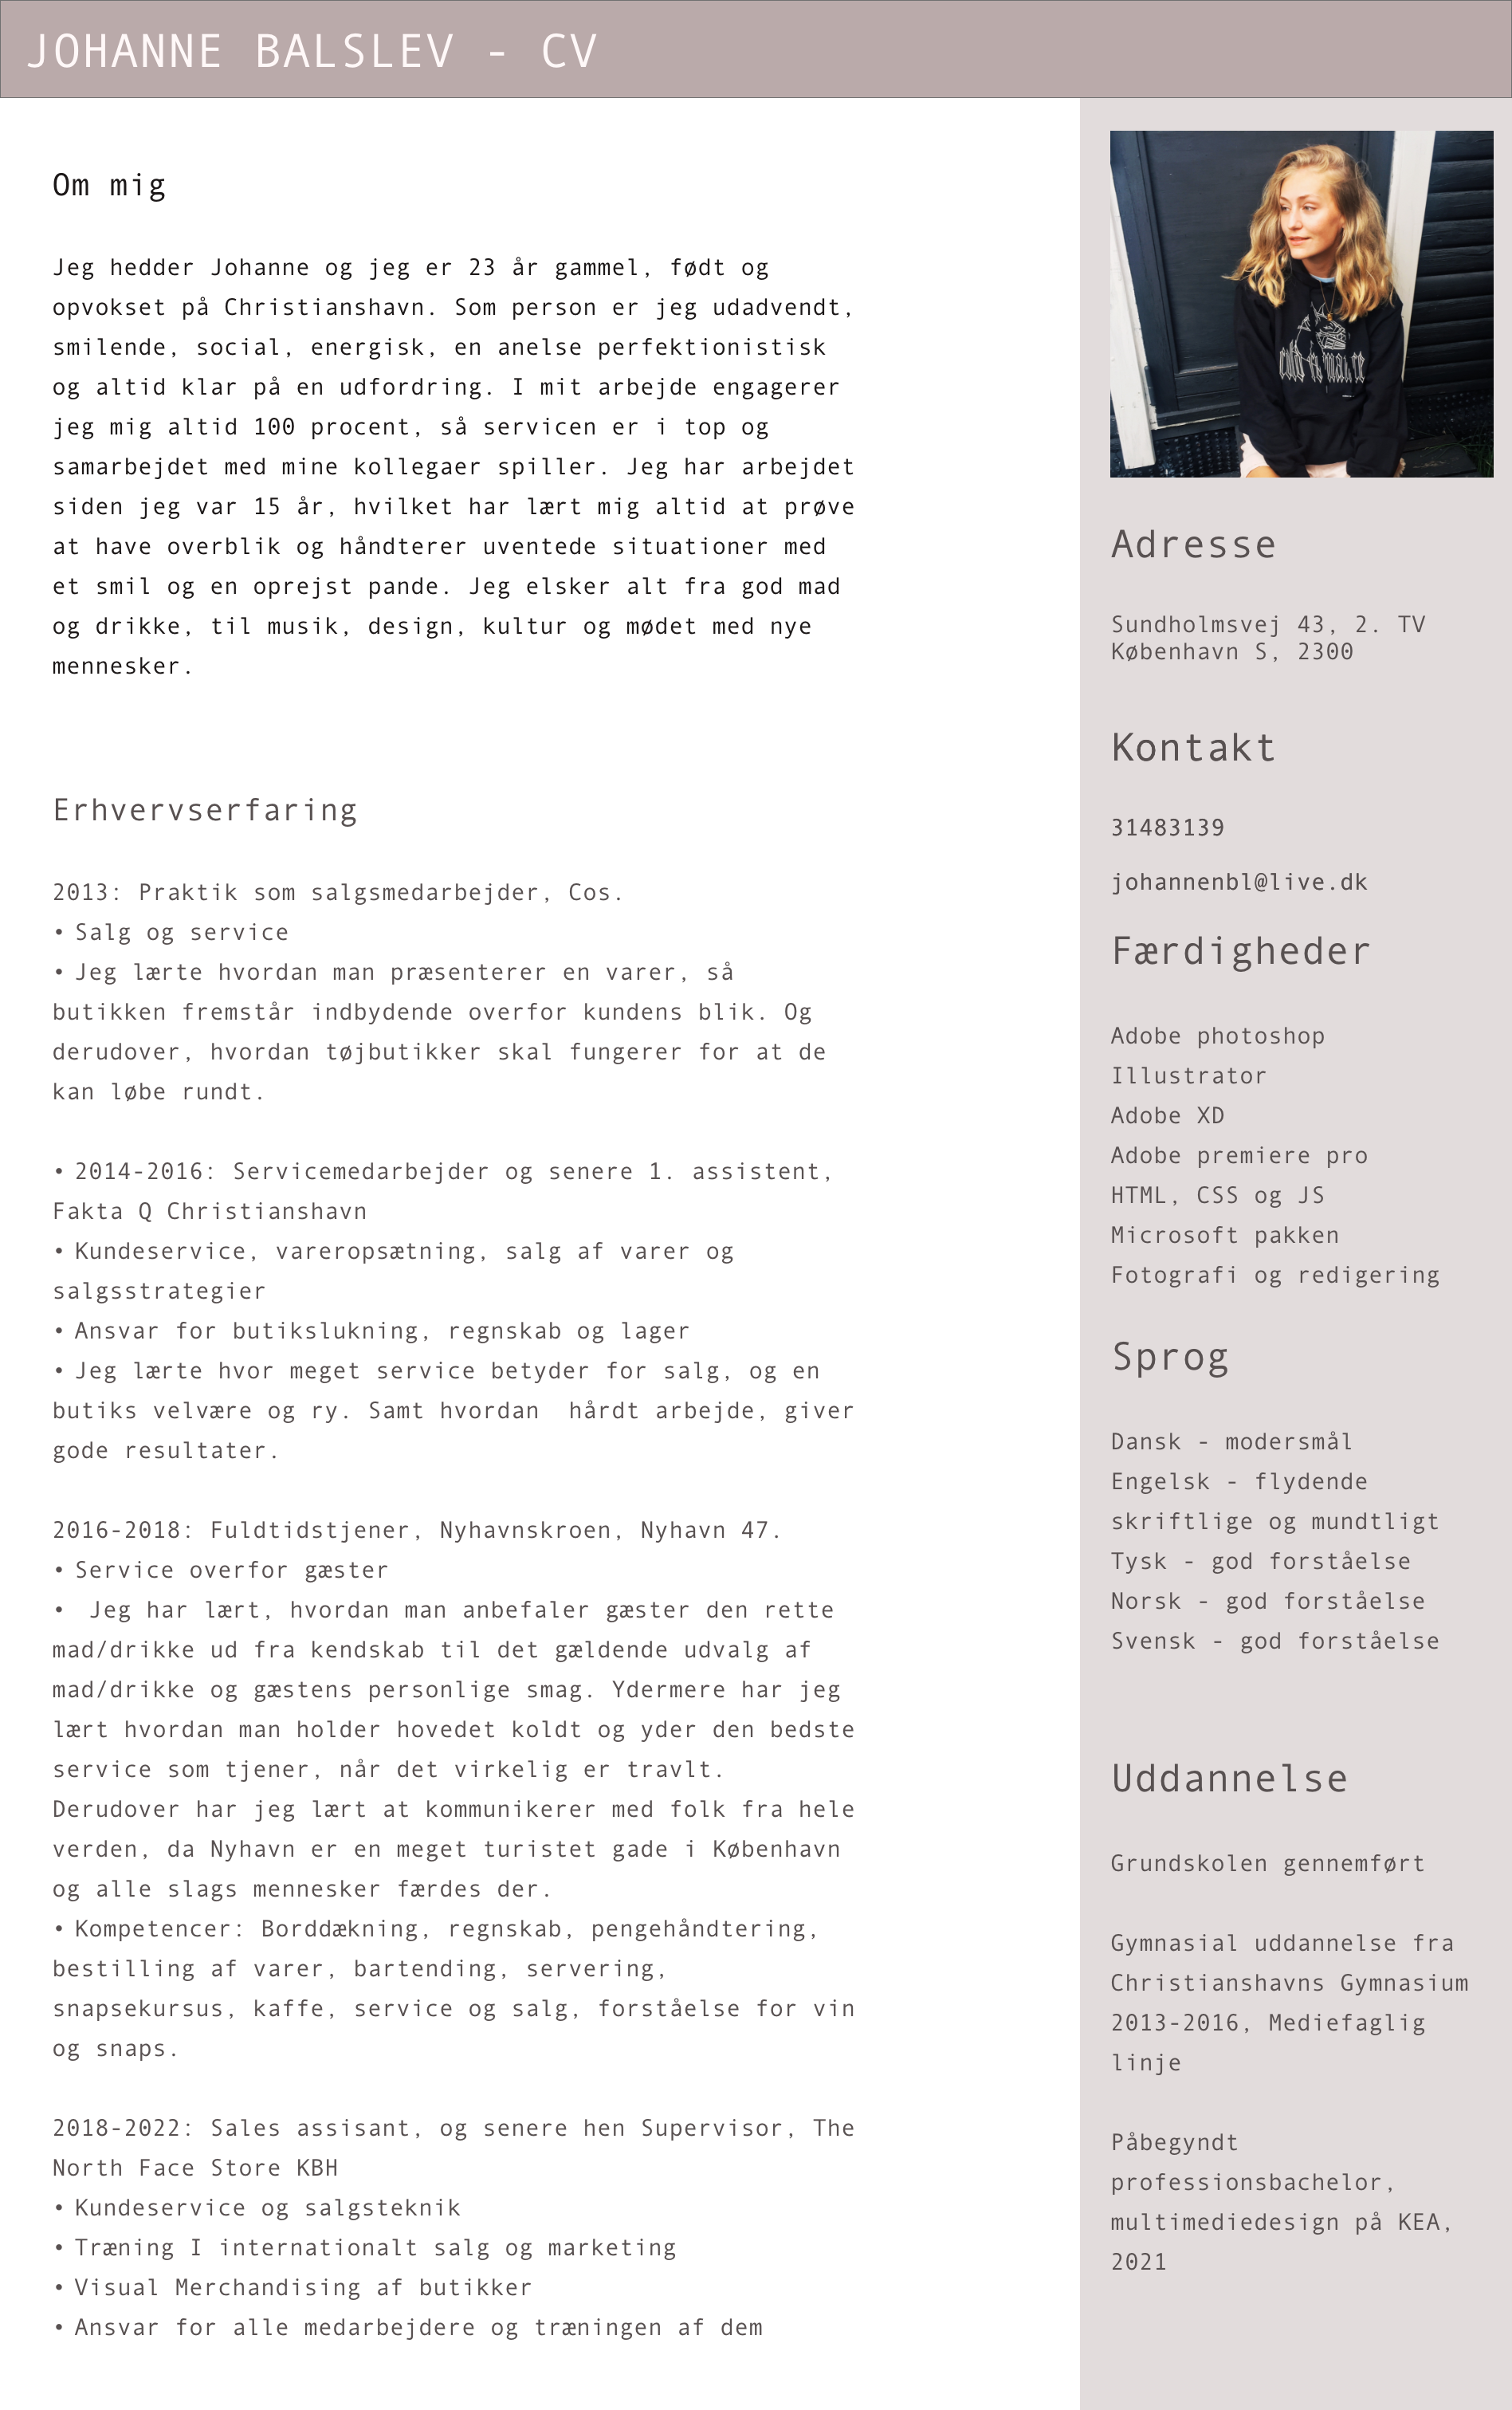 JOHANNE BALSLEV - CV
Om mig
Jeg hedder Johanne og jeg er 23 år gammel, født og
opvokset på Christianshavn. Som person er jeg udadvendt,
smilende, social, energisk, en anelse perfektionistisk
og altid klar på en udfordring. I mit arbejde engagerer
jeg mig altid 100 procent, så servicen er i top og
samarbejdet med mine kollegaer spiller. Jeg har arbejdet
siden jeg var 15 år, hvilket har lært mig altid at prøve
at have overblik og håndterer uventede situationer med
et smil og en oprejst pande. Jeg elsker alt fra god mad
og drikke, til musik, design, kultur og mødet med nye
mennesker.
Erhvervserfaring
2013: Praktik som salgsmedarbejder, Cos.
• Salg og service
• Jeg lærte hvordan man præsenterer en varer, så
butikken fremstår indbydende overfor kundens blik. Og
derudover, hvordan tøjbutikker skal fungerer for at de
kan løbe rundt.
• 2014-2016: Servicemedarbejder og senere 1. assistent,
Fakta Q Christianshavn
• Kundeservice, vareropsætning, salg af varer og
salgsstrategier
• Ansvar for butikslukning, regnskab og lager
• Jeg lærte hvor meget service betyder for salg, og en
butiks velvære og ry. Samt hvordan  hårdt arbejde, giver
gode resultater.
2016-2018: Fuldtidstjener, Nyhavnskroen, Nyhavn 47.
• Service overfor gæster
•  Jeg har lært, hvordan man anbefaler gæster den rette
mad/drikke ud fra kendskab til det gældende udvalg af
mad/drikke og gæstens personlige smag. Ydermere har jeg
lært hvordan man holder hovedet koldt og yder den bedste
service som tjener, når det virkelig er travlt.
Derudover har jeg lært at kommunikerer med folk fra hele
verden, da Nyhavn er en meget turistet gade i København
og alle slags mennesker færdes der.
• Kompetencer: Borddækning, regnskab, pengehåndtering,
bestilling af varer, bartending, servering,
snapsekursus, kaffe, service og salg, forståelse for vin
og snaps.
2018-2022: Sales assisant, og senere hen Supervisor, The
North Face Store KBH
• Kundeservice og salgsteknik
• Træning I internationalt salg og marketing
• Visual Merchandising af butikker
• Ansvar for alle medarbejdere og træningen af dem
Adresse
Sundholmsvej 43, 2. TV
København S, 2300
Kontakt
31483139
johannenbl@live.dk
Færdigheder
Adobe photoshop
Illustrator
Adobe XD
Adobe premiere pro
HTML, CSS og JS
Microsoft pakken
Fotografi og redigering
Sprog
Dansk - modersmål
Engelsk - flydende
skriftlige og mundtligt
Tysk - god forståelse
Norsk - god forståelse
Svensk - god forståelse
Uddannelse
Grundskolen gennemført
Gymnasial uddannelse fra
Christianshavns Gymnasium
2013-2016, Mediefaglig
linje
Påbegyndt
professionsbachelor,
multimediedesign på KEA,
2021